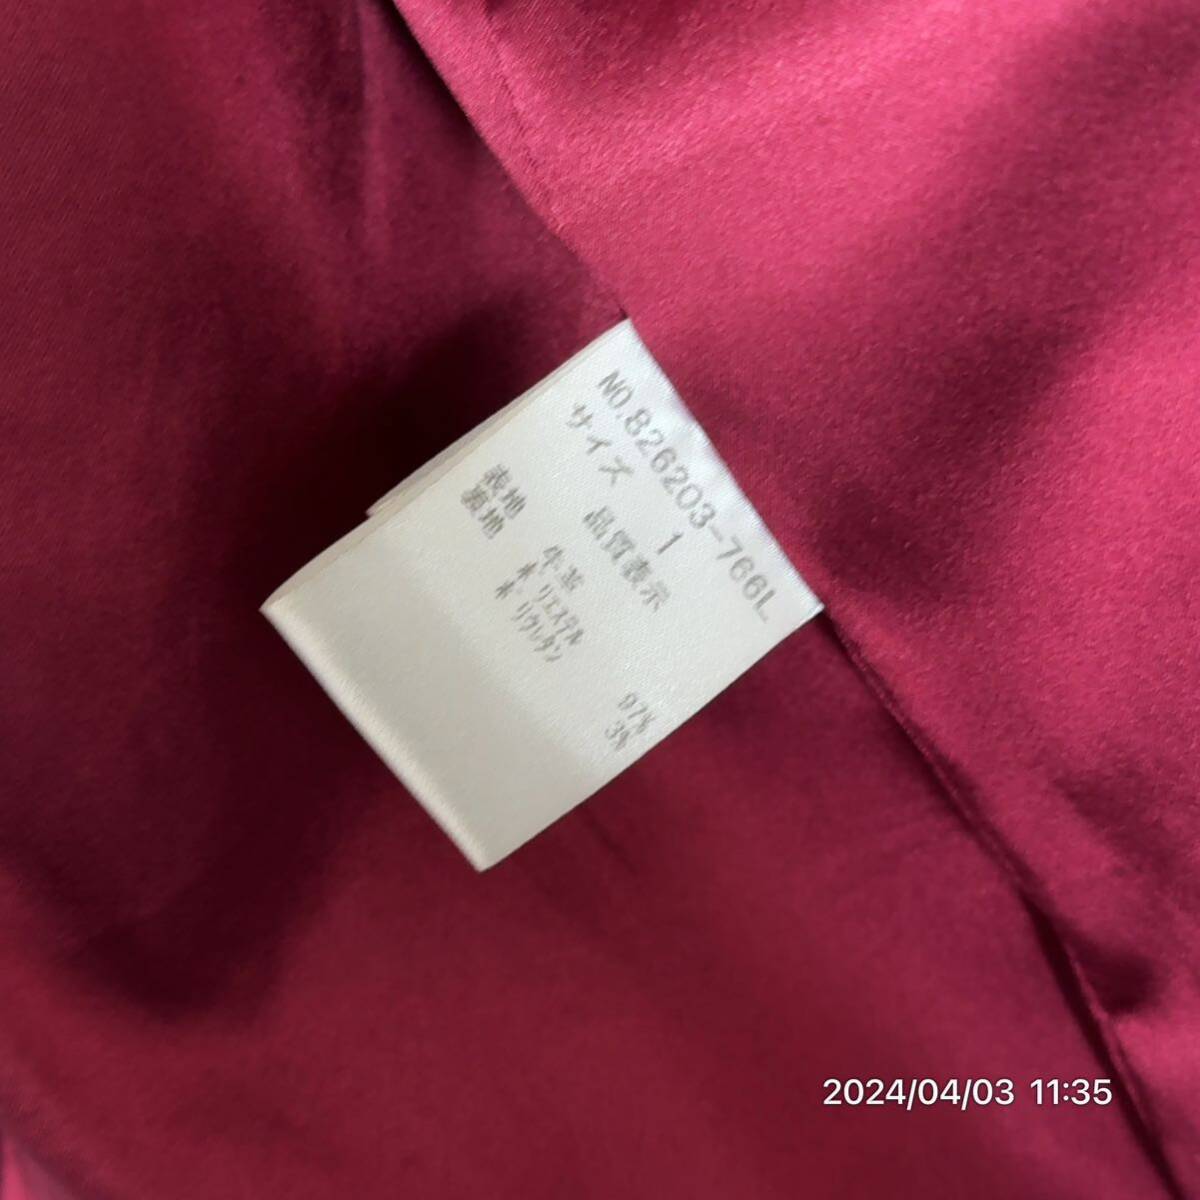 NO.826203-766L
サイズ 1
品質表示
表地 牛革
裏地 ポリエステル 97%
ポリウレタン 3%
2024/04/03 11:35